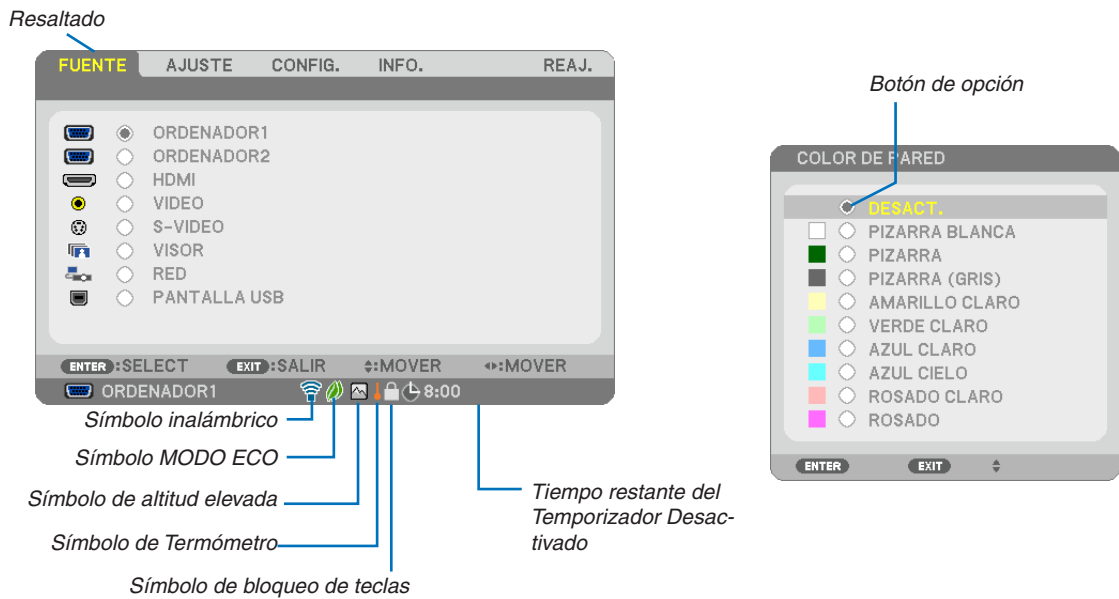 Resaltado
FUENTE AJUSTE CONFIG. INFO. REAJ.
ORDENADOR1
ORDENADOR2
HDMI
VIDEO
S-VIDEO
VISOR
RED
PANTALLA USB
ENTER :SELECT EXIT :SALIR :MOVER :MOVER
ORDENADOR1 8:00
Símbolo inalámbrico
Símbolo MODO ECO
Símbolo de altitud elevada
Símbolo de Termómetro
Símbolo de bloqueo de teclas
Tiempo restante del
Temporizador Desac-
tivado
Botón de opción
COLOR DE PARED
DESACT.
PIZARRA BLANCA
PIZARRA
PIZARRA (GRIS)
AMARILLO CLARO
VERDE CLARO
AZUL CLARO
AZUL CIELO
ROSADO CLARO
ROSADO
ENTER EXIT